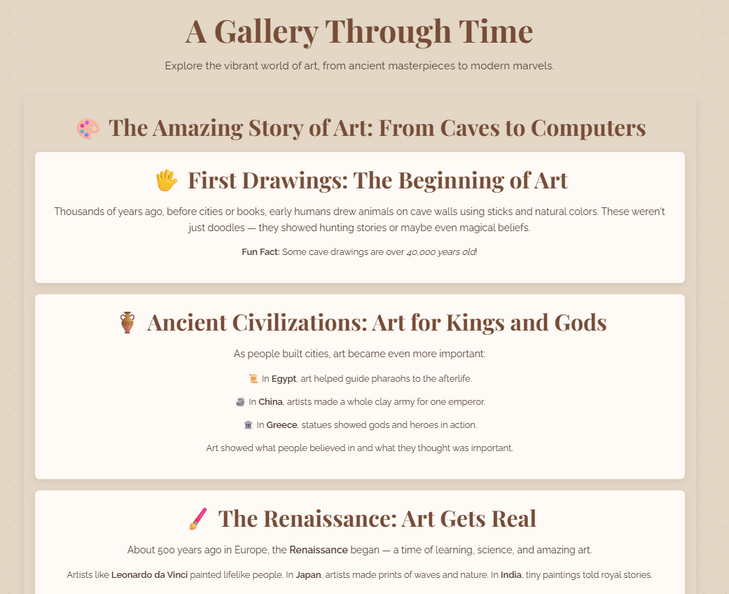 A Gallery Through Time
Explore the vibrant world of art, from ancient masterpieces to modern marvels.
🎨 The Amazing Story of Art: From Caves to Computers
🖐 First Drawings: The Beginning of Art
Thousands of years ago, before cities or books, early humans drew animals on cave walls using sticks and natural colors. These weren't
just doodles — they showed hunting stories or maybe even magical beliefs.
Fun Fact: Some cave drawings are over 40,000 years old!
🏺 Ancient Civilizations: Art for Kings and Gods
As people built cities, art became even more important:
📜 In Egypt, art helped guide pharaohs to the afterlife.
🗿 In China, artists made a whole clay army for one emperor.
🏛 In Greece, statues showed gods and heroes in action.
Art showed what people believed in and what they thought was important.
🖌 The Renaissance: Art Gets Real
About 500 years ago in Europe, the Renaissance began — a time of learning, science, and amazing art.
Artists like Leonardo da Vinci painted lifelike people. In Japan, artists made prints of waves and nature. In India, tiny paintings told royal stories.